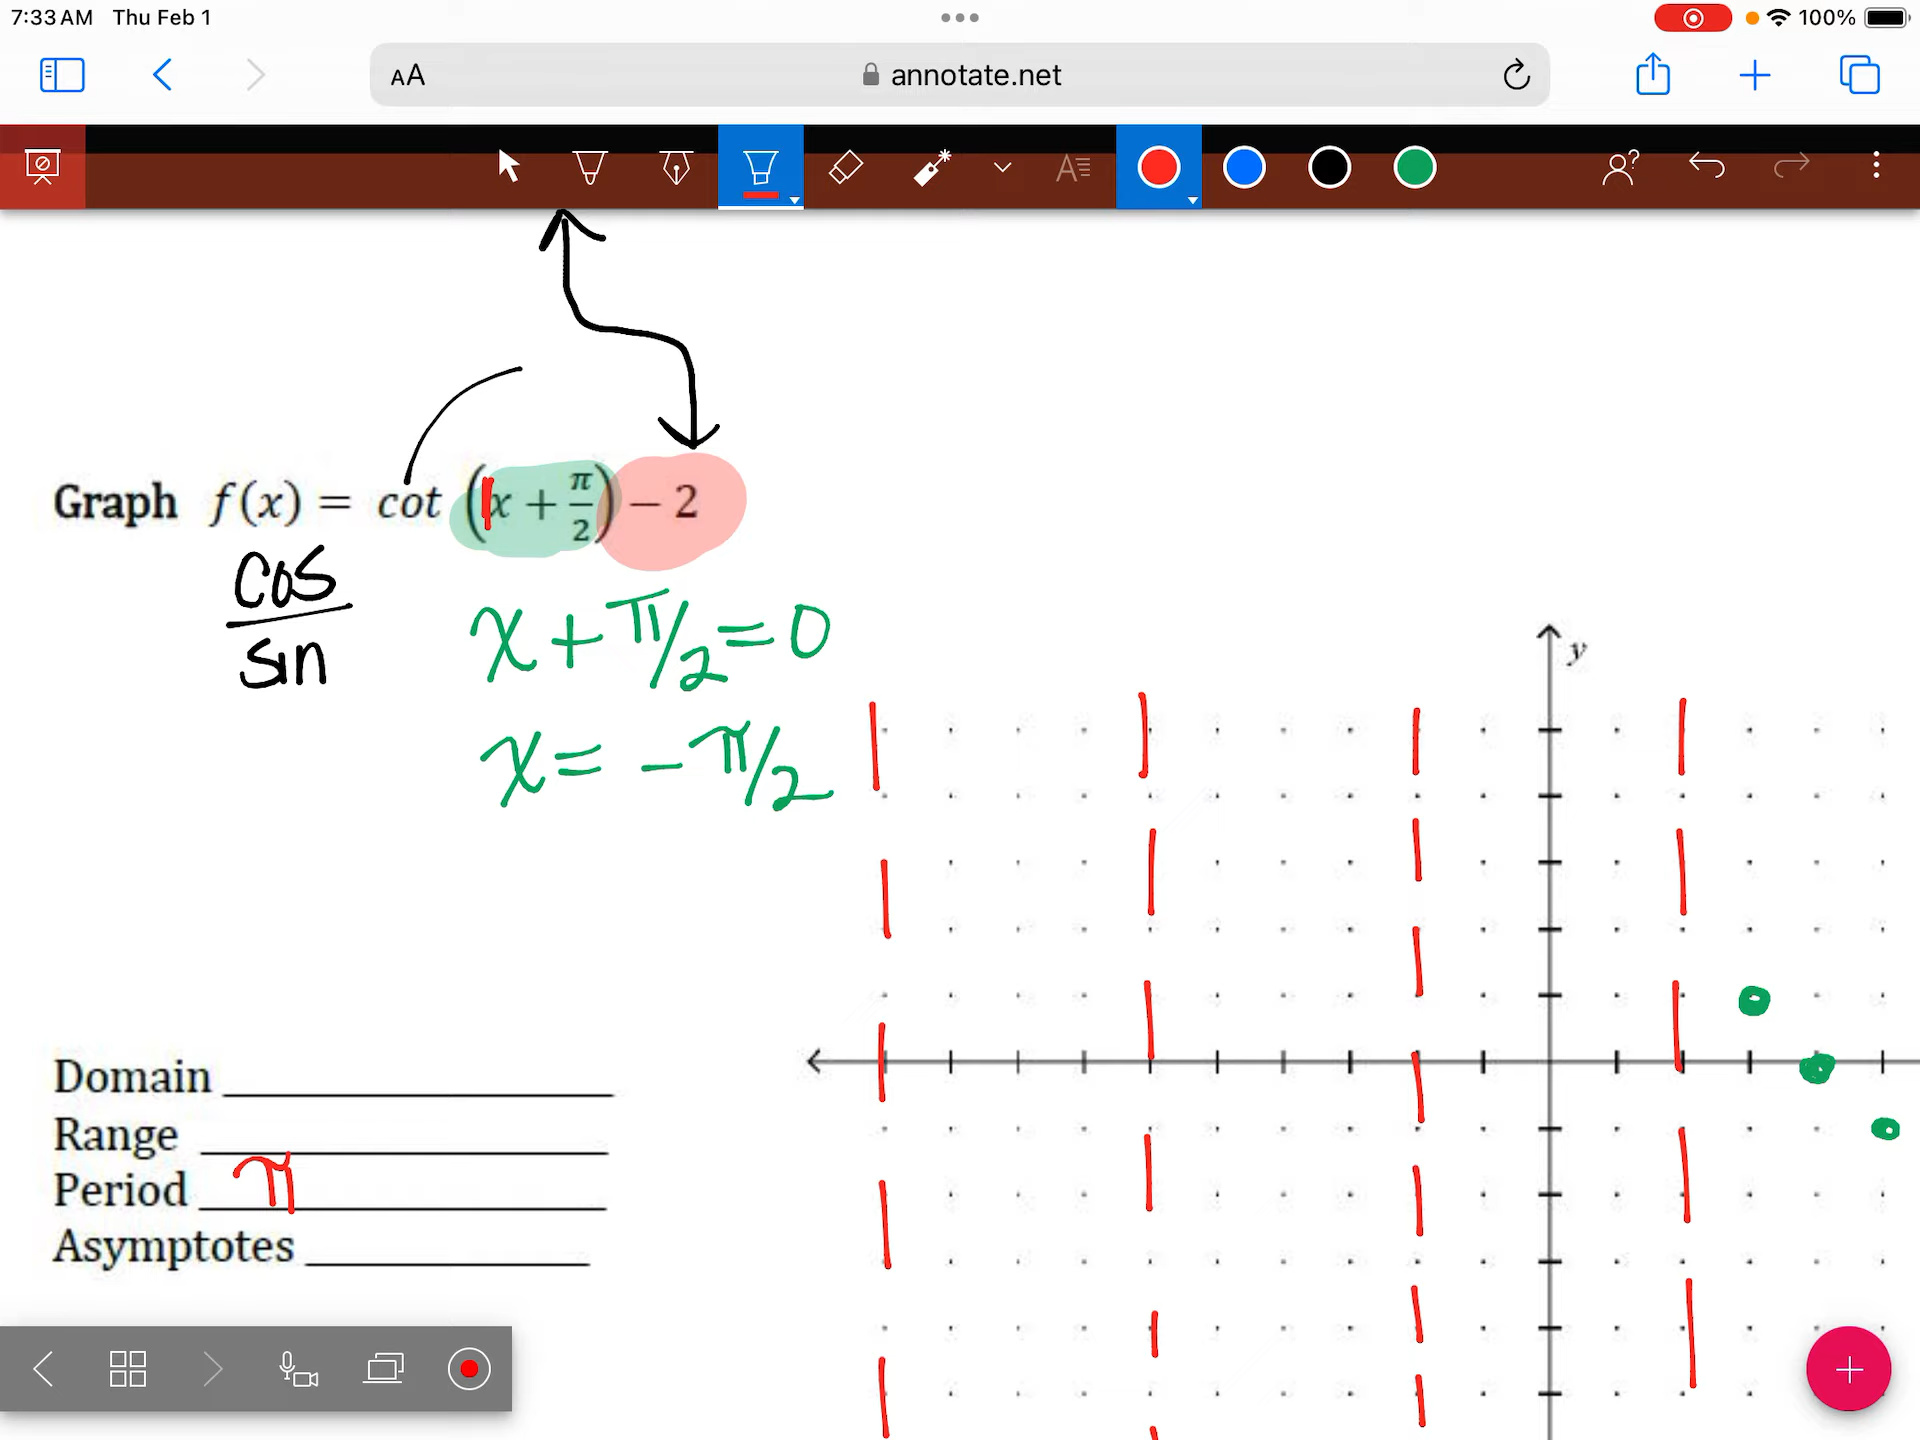 7:33 AM Thu Feb 1
100%
AA annotate.net
Graph f(x) = cot (x + π/2) − 2
cos/sin
x + π/2 = 0
x = − π/2
y
Domain
Range
Period π
Asymptotes